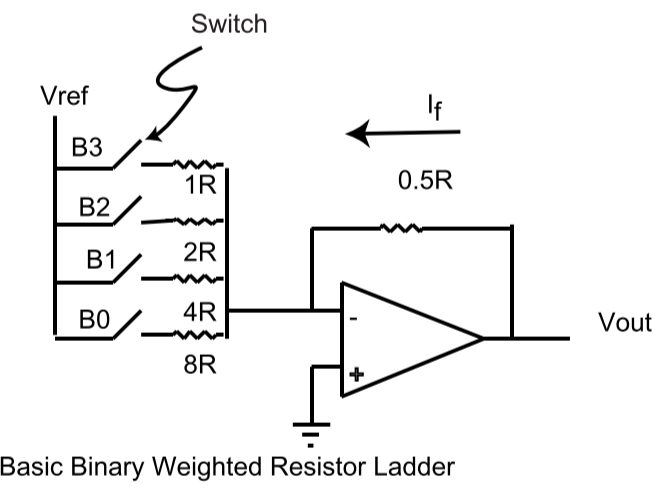 Switch
Vref
If
B3
1R
0.5R
B2
2R
B1
4R
B0
8R
-
+
Vout
Basic Binary Weighted Resistor Ladder